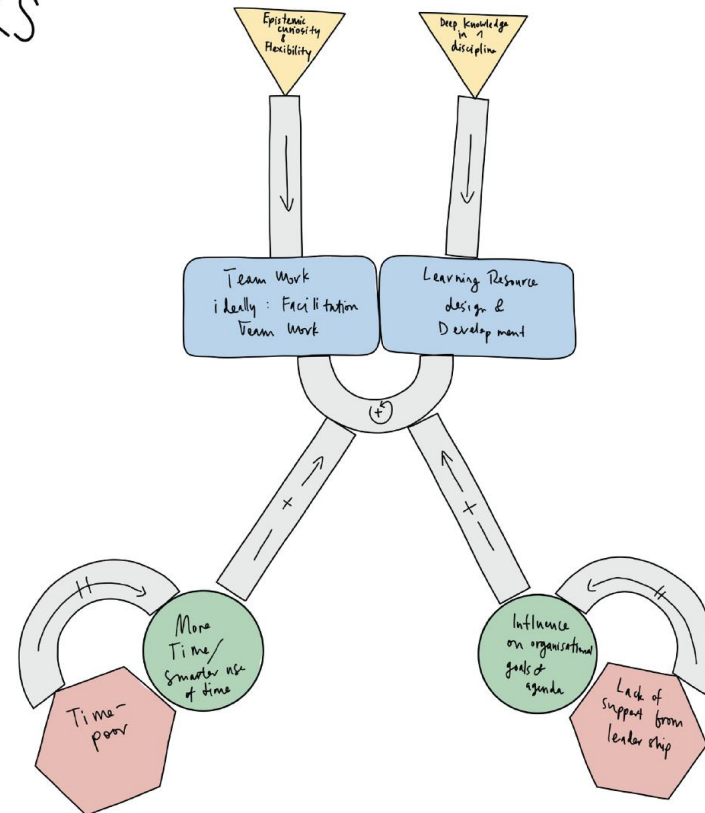 Epistemic
curiosity
&
Flexibility
Deep Knowledge
in 1
discipline
Team Work
ideally: Facilitation
Team Work
Learning Resource
design &
Development
+
+
+
More
Time/
smarter use
of time
Influence
on organisational
goals &
agenda
Time-
poor
Lack of
support from
leadership